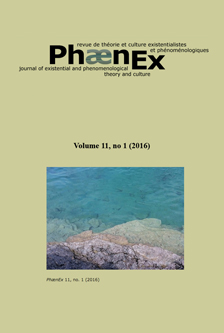 revue de théorie et culture existentialistes
et phénoménologiques
PhænEx
journal of existential and phenomenological
theory and culture
Volume 11, no 1 (2016)
PhænEx 11, no. 1 (2016)